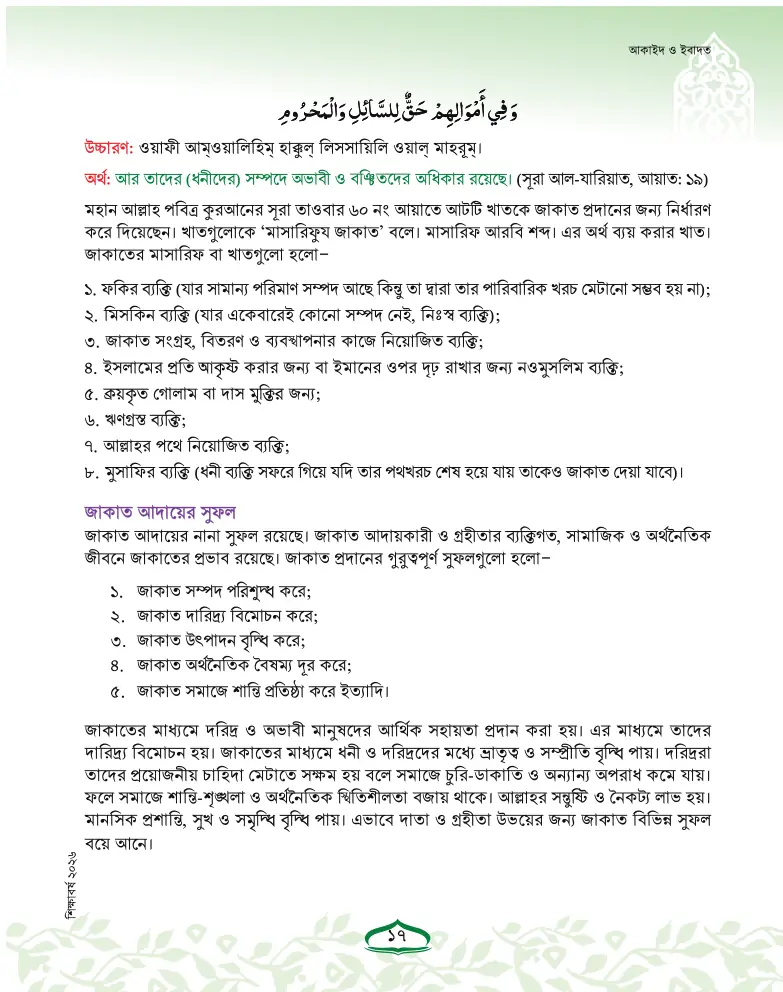 আকাইদ ও ইবাদত
وَفِي أَمْوَالِهِمْ حَقٌّ لِلسَّائِلِ وَالْمَحْرُومِ
উচ্চারণ: ওয়াফী আম্‌ওয়ালিহিম্‌ হাক্কুল্‌ লিসসায়িলি ওয়াল্‌ মাহরূম্‌।
অর্থ: আর তাদের (ধনীদের) সম্পদে অভাবী ও বঞ্চিতদের অধিকার রয়েছে। (সূরা আল-যারিয়াত, আয়াত: ১৯)
মহান আল্লাহ পবিত্র কুরআনের সূরা তাওবার ৬০ নং আয়াতে আটটি খাতকে জাকাত প্রদানের জন্য নির্ধারণ
করে দিয়েছেন। খাতগুলোকে ‘মাসারিফুয জাকাত’ বলে। মাসারিফ আরবি শব্দ। এর অর্থ ব্যয় করার খাত।
জাকাতের মাসারিফ বা খাতগুলো হলো–
১. ফকির ব্যক্তি (যার সামান্য পরিমাণ সম্পদ আছে কিন্তু তা দ্বারা তার পারিবারিক খরচ মেটানো সম্ভব হয় না);
২. মিসকিন ব্যক্তি (যার একেবারেই কোনো সম্পদ নেই, নিঃস্ব ব্যক্তি);
৩. জাকাত সংগ্রহ, বিতরণ ও ব্যবস্থাপনার কাজে নিয়োজিত ব্যক্তি;
৪. ইসলামের প্রতি আকৃষ্ট করার জন্য বা ইমানের ওপর দৃঢ় রাখার জন্য নওমুসলিম ব্যক্তি;
৫. ক্রয়কৃত গোলাম বা দাস মুক্তির জন্য;
৬. ঋণগ্রস্ত ব্যক্তি;
৭. আল্লাহর পথে নিয়োজিত ব্যক্তি;
৮. মুসাফির ব্যক্তি (ধনী ব্যক্তি সফরে গিয়ে যদি তার পথখরচ শেষ হয়ে যায় তাকেও জাকাত দেয়া যাবে)।
জাকাত আদায়ের সুফল
জাকাত আদায়ের নানা সুফল রয়েছে। জাকাত আদায়কারী ও গ্রহীতার ব্যক্তিগত, সামাজিক ও অর্থনৈতিক
জীবনে জাকাতের প্রভাব রয়েছে। জাকাত প্রদানের গুরুত্বপূর্ণ সুফলগুলো হলো–
১. জাকাত সম্পদ পরিশুদ্ধ করে;
২. জাকাত দারিদ্র্য বিমোচন করে;
৩. জাকাত উৎপাদন বৃদ্ধি করে;
৪. জাকাত অর্থনৈতিক বৈষম্য দূর করে;
৫. জাকাত সমাজে শান্তি প্রতিষ্ঠা করে ইত্যাদি।
জাকাতের মাধ্যমে দরিদ্র ও অভাবী মানুষদের আর্থিক সহায়তা প্রদান করা হয়। এর মাধ্যমে তাদের
দারিদ্র্য বিমোচন হয়। জাকাতের মাধ্যমে ধনী ও দরিদ্রদের মধ্যে ভ্রাতৃত্ব ও সম্প্রীতি বৃদ্ধি পায়। দরিদ্ররা
তাদের প্রয়োজনীয় চাহিদা মেটাতে সক্ষম হয় বলে সমাজে চুরি-ডাকাতি ও অন্যান্য অপরাধ কমে যায়।
ফলে সমাজে শান্তি-শৃঙ্খলা ও অর্থনৈতিক স্থিতিশীলতা বজায় থাকে। আল্লাহর সন্তুষ্টি ও নৈকট্য লাভ হয়।
মানসিক প্রশান্তি, সুখ ও সমৃদ্ধি বৃদ্ধি পায়। এভাবে দাতা ও গ্রহীতা উভয়ের জন্য জাকাত বিভিন্ন সুফল
বয়ে আনে।
শিক্ষাবর্ষ ২০২৬
১৭